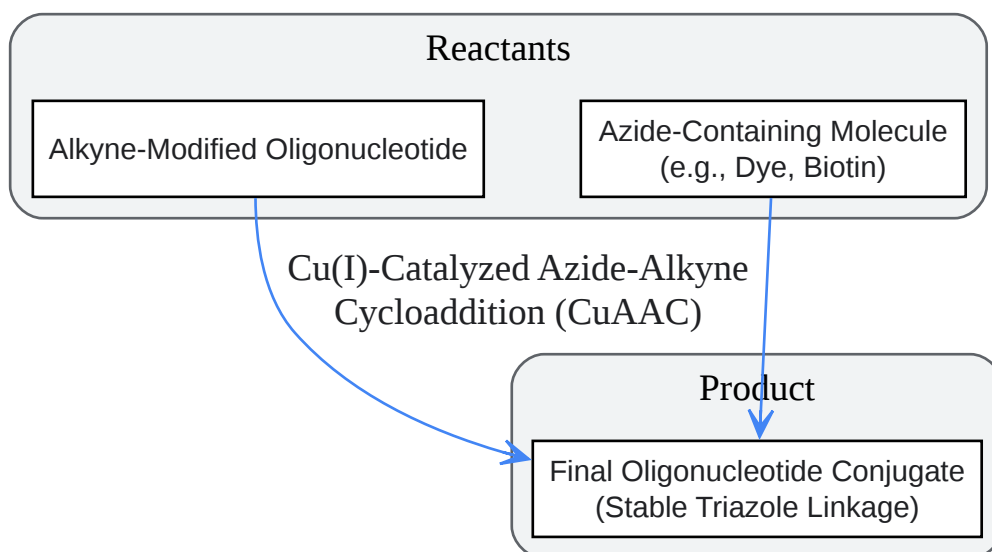 Reactants
Alkyne-Modified Oligonucleotide
Azide-Containing Molecule
(e.g., Dye, Biotin)
Cu(I)-Catalyzed Azide-Alkyne
Cycloaddition (CuAAC)
Product
Final Oligonucleotide Conjugate
(Stable Triazole Linkage)